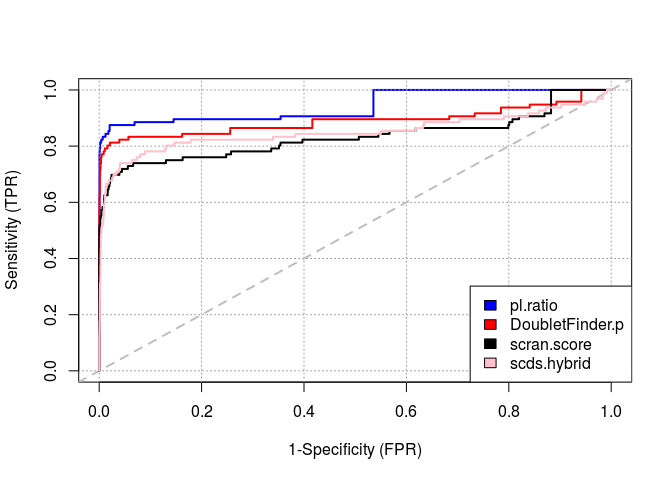 Sensitivity (TPR)
1.0
0.8
0.6
0.4
0.2
0.0
pl.ratio
DoubletFinder.p
scran.score
scds.hybrid
0.0 0.2 0.4 0.6 0.8 1.0
1-Specificity (FPR)